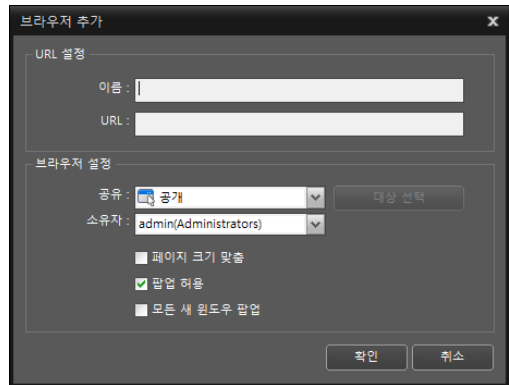 브라우저 추가
URL 설정
이름 :
URL :
브라우저 설정
공유 : 공개 대상 선택
소유자 : admin(Administrators)
페이지 크기 맞춤
팝업 허용
모든 새 윈도우 팝업
확인 취소